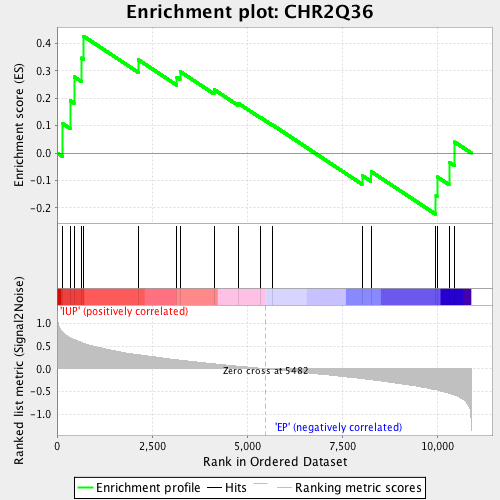 Enrichment plot: CHR2Q36
Enrichment score (ES)
0.4
0.3
0.2
0.1
0.0
-0.1
-0.2
'IUP' (positively correlated)
Ranked list metric (Signal2Noise)
1.0
0.5
0.0
-0.5
-1.0
Zero cross at 5482
'EP' (negatively correlated)
0 2,500 5,000 7,500 10,000
Rank in Ordered Dataset
Enrichment profile Hits Ranking metric scores